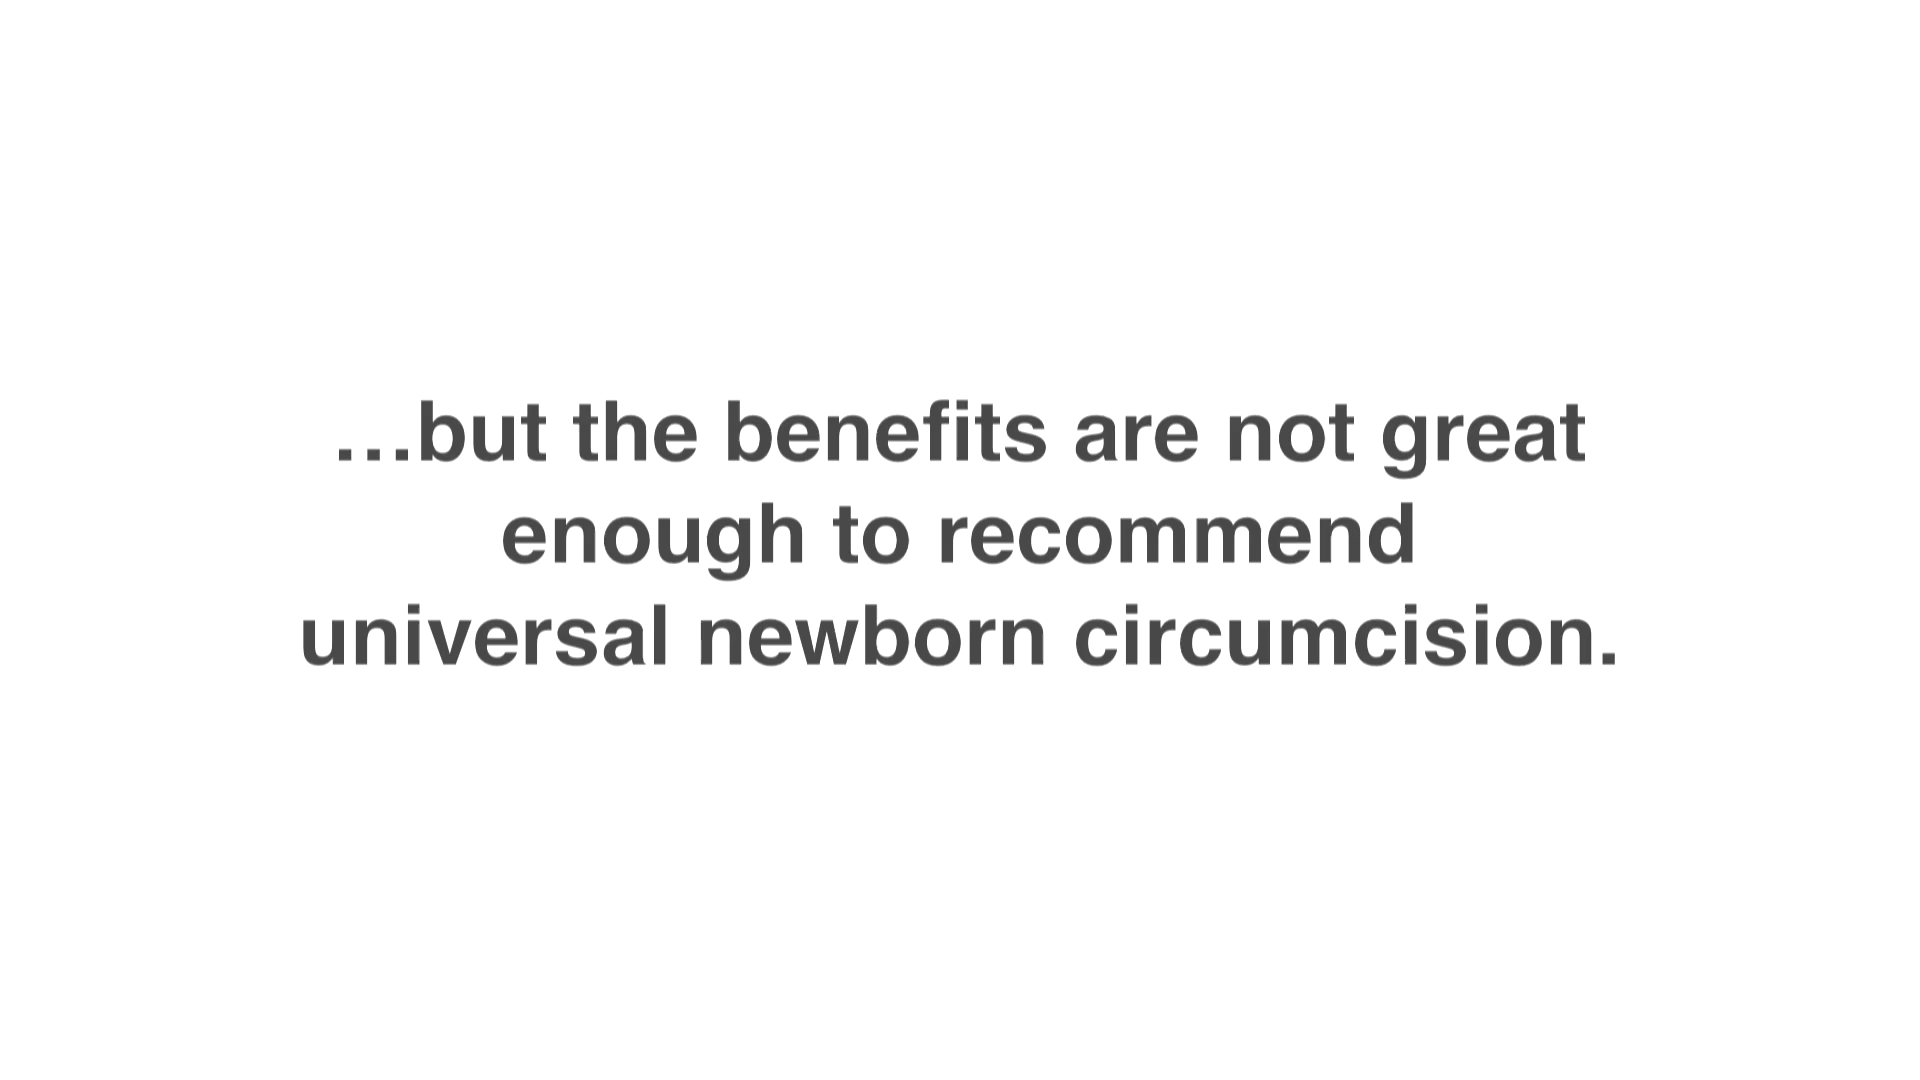 …but the benefits are not great
enough to recommend
universal newborn circumcision.